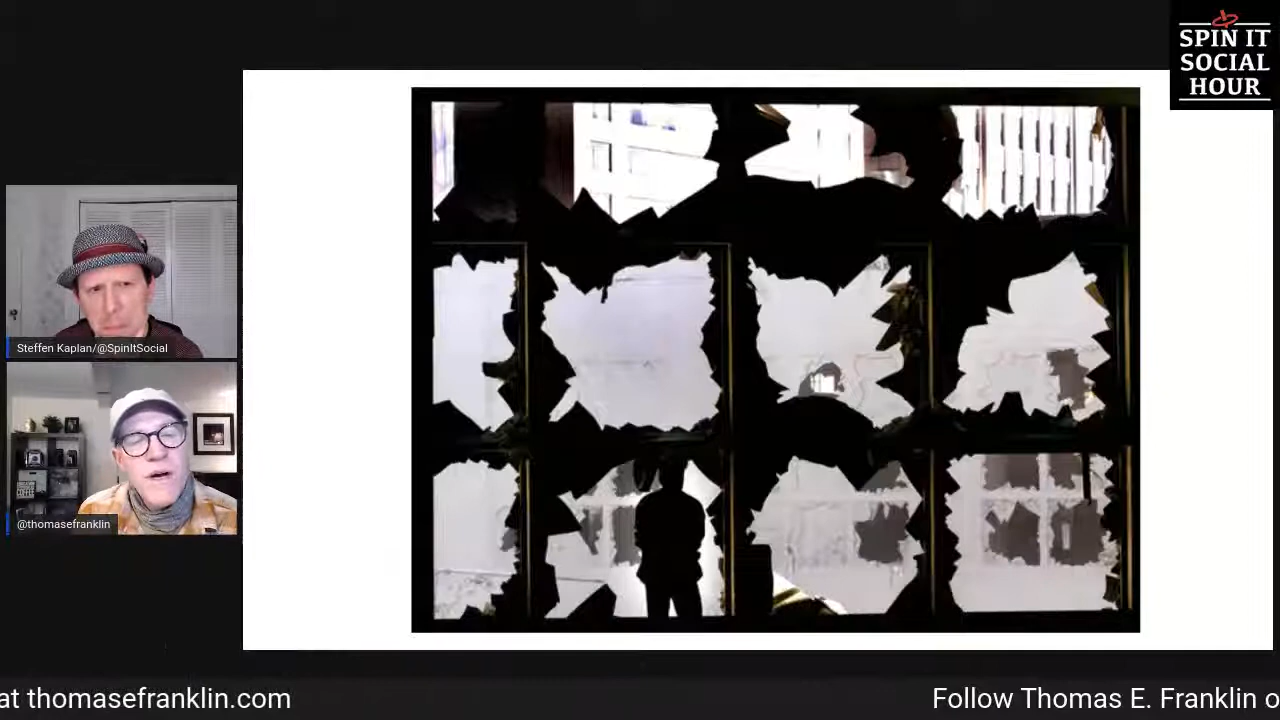 SPIN IT
SOCIAL
HOUR
Steffen Kaplan/@SpinItSocial
@thomasefranklin
at thomasefranklin.com
Follow Thomas E. Franklin o